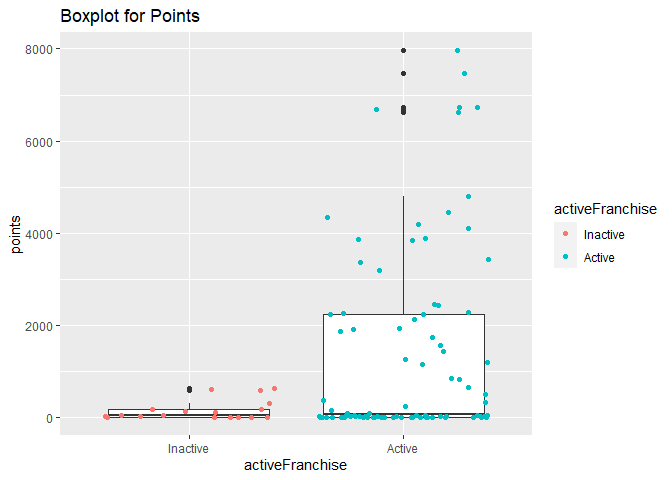 Boxplot for Points
8000
6000
4000
2000
0
points
Inactive
Active
activeFranchise
activeFranchise
Inactive
Active